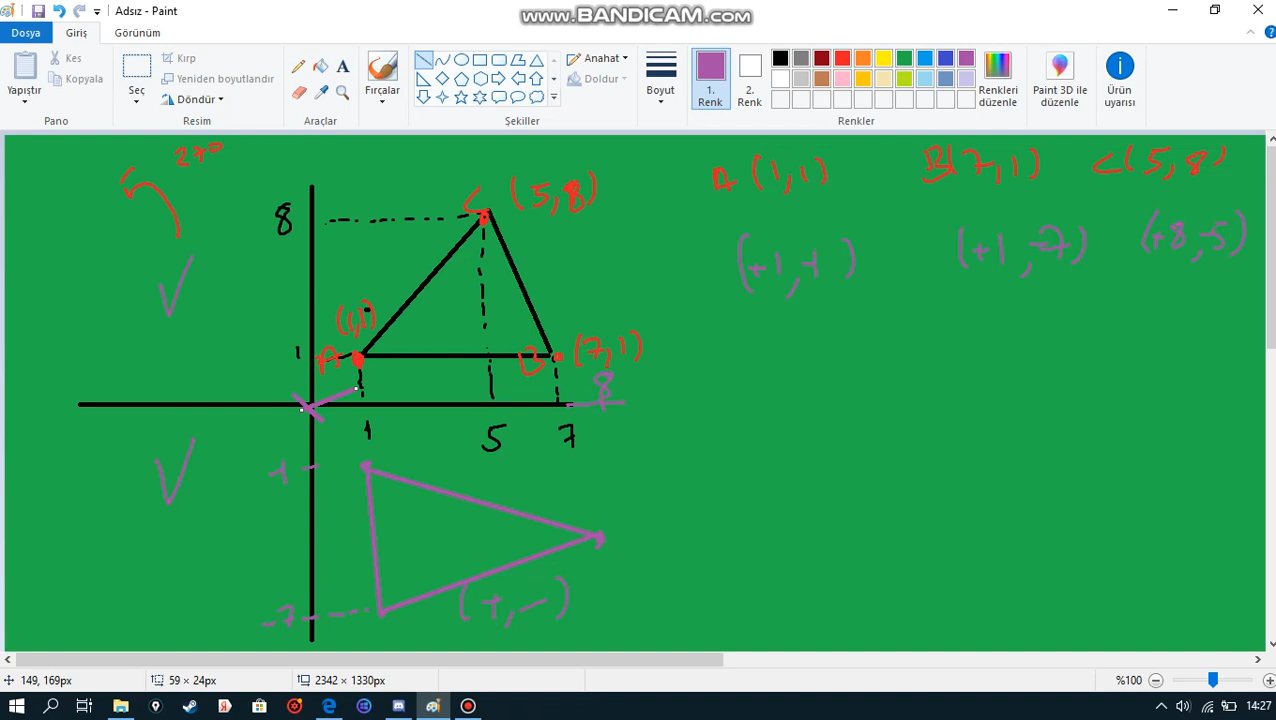 Adsız - Paint
www.BANDICAM.com
Dosya Giriş Görünüm
Yapıştır
Kes
Kopyala
Pano
Seç
Kırp
Yeniden boyutlandır
Döndür
Resim
Araçlar
Fırçalar
Şekiller
Anahat
Doldur
Boyut
1. Renk
2. Renk
Renkler
Renkleri düzenle
Paint 3D ile düzenle
Ürün uyarısı
270
A (1,1) B(7,1) C(5,8)
(+1,-1) (+1,-7) (+8,-5)
C (5,8)
8
(1,1)
1 A B (7,1)
8
1 5 7
-1
-7 (+,-)
149, 169px 59 × 24px 2342 × 1330px %100
14:27